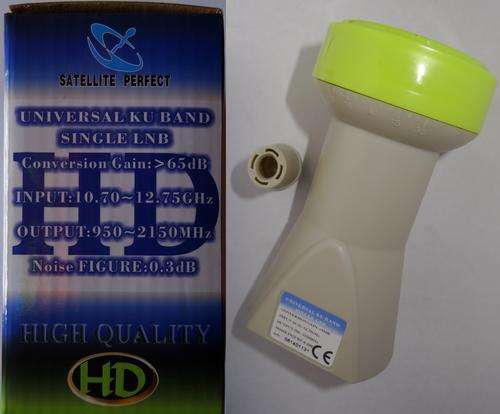 SATELLITE PERFECT
UNIVERSAL KU BAND
SINGLE LNB
Conversion Gain:>65dB
INPUT:10.70~12.75GHz
OUTPUT:950~2150MHz
Noise FIGURE:0.3dB
HIGH QUALITY
HD
UNIVERSAL KU BAND
CE